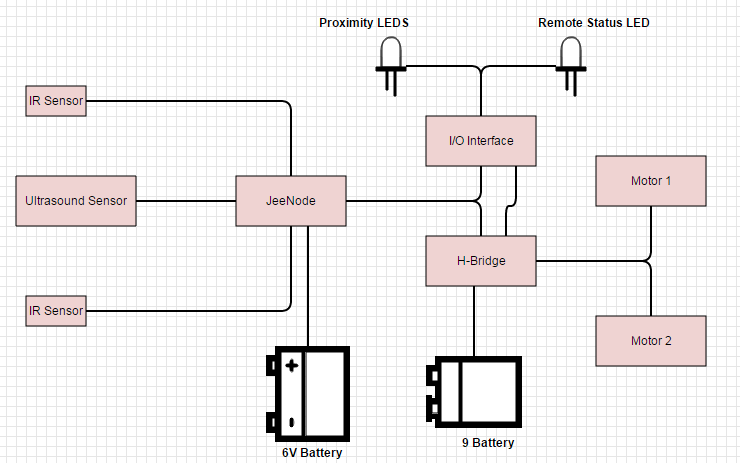 Proximity LEDS
Remote Status LED
IR Sensor
I/O Interface
Motor 1
Ultrasound Sensor
JeeNode
H-Bridge
IR Sensor
Motor 2
+
-
9 Battery
6V Battery